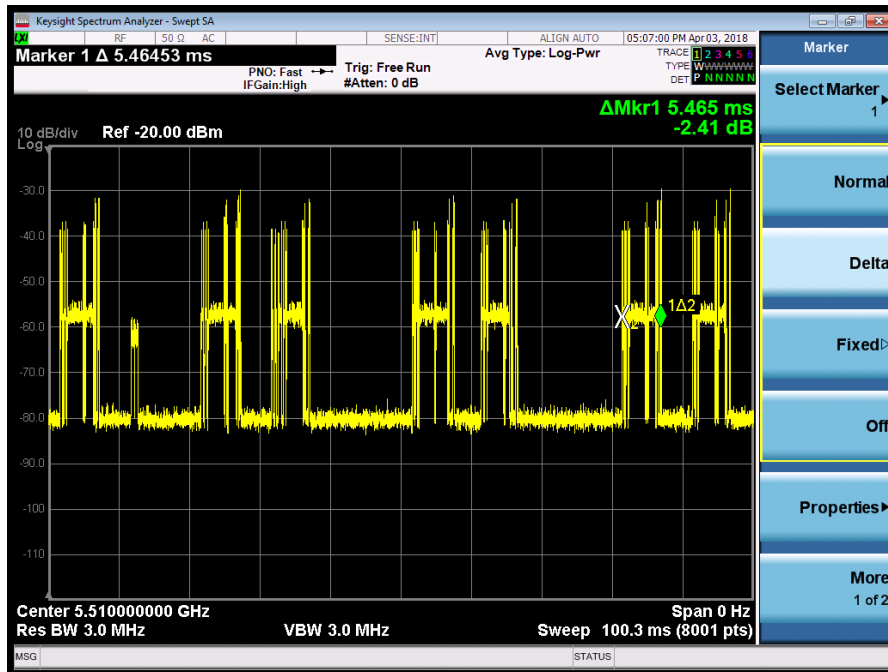 Keysight Spectrum Analyzer - Swept SA
LXI RF 50 Ω AC SENSE:INT ALIGN AUTO 05:07:00 PM Apr 03, 2018
Marker 1 Δ 5.46453 ms
PNO: Fast
IFGain:High
Trig: Free Run
#Atten: 0 dB
Avg Type: Log-Pwr
TRACE 1 2 3 4 5 6
TYPE WWWWWWW
DET P N N N N N
ΔMkr1 5.465 ms
-2.41 dB
10 dB/div Ref -20.00 dBm
Log
-30.0
-40.0
-50.0
-60.0
-70.0
-80.0
-90.0
-100
-110
1Δ2
X2
Center 5.510000000 GHz Span 0 Hz
Res BW 3.0 MHz VBW 3.0 MHz Sweep 100.3 ms (8001 pts)
MSG STATUS
Marker
Select Marker
1
Normal
Delta
Fixed
Off
Properties
More
1 of 2